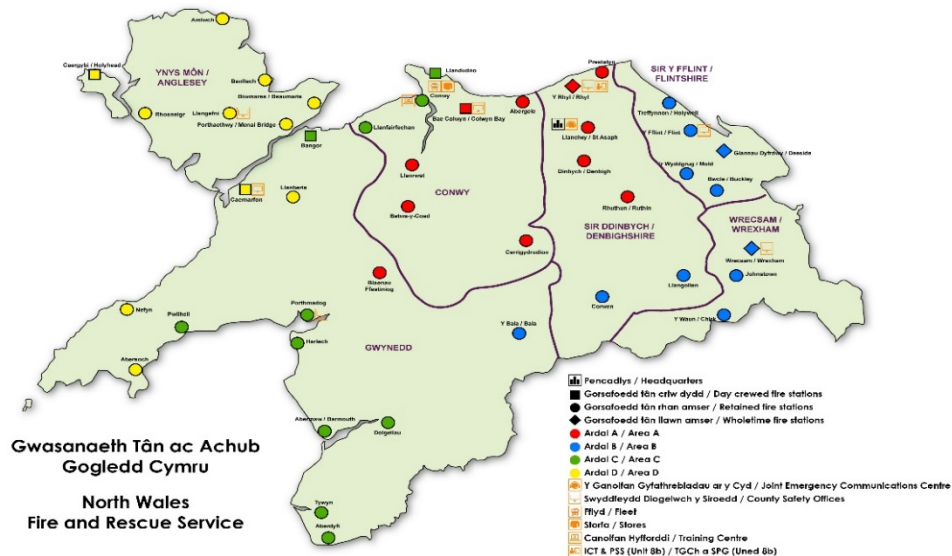 Amlwch
Caergybi / Holyhead
YNYS MÔN /
ANGLESEY
Benllech
Biwmares / Beaumaris
Rhosneigr
Llangefni
Porthaethwy / Menai Bridge
Bangor
Caernarfon
Llanberis
Llandudno
Conwy
Bae Colwyn / Colwyn Bay
Llanfairfechan
Abergele
Llanrwst
CONWY
Betws-y-Coed
Cerrigydrudion
Blaenau
Ffestiniog
Prestatyn
Y Rhyl / Rhyl
Llanelwy / St Asaph
Dinbych / Denbigh
Rhuthun / Ruthin
SIR DDINBYCH /
DENBIGHSHIRE
Corwen
Llangollen
SIR Y FFLINT /
FLINTSHIRE
Treffynnon / Holywell
Y Fflint / Flint
Glannau Dyfrdwy / Deeside
Yr Wyddgrug / Mold
Bwcle / Buckley
WRECSAM /
WREXHAM
Wrecsam / Wrexham
Johnstown
Y Waun / Chirk
Nefyn
Pwllheli
Abersoch
Porthmadog
Harlech
GWYNEDD
Y Bala / Bala
Abermaw / Barmouth
Dolgellau
Tywyn
Aberdyfi
Gwasanaeth Tân ac Achub
Gogledd Cymru
North Wales
Fire and Rescue Service
Pencadlys / Headquarters
Gorsafoedd tân criw dydd / Day crewed fire stations
Gorsafoedd tân rhan amser / Retained fire stations
Gorsafoedd tân llawn amser / Wholetime fire stations
Ardal A / Area A
Ardal B / Area B
Ardal C / Area C
Ardal D / Area D
Y Ganolfan Gyfathrebiadau ar y Cyd / Joint Emergency Communications Centre
Swyddfeydd Diogelwch y Siroedd / County Safety Offices
Fflyd / Fleet
Storfa / Stores
Canolfan Hyfforddi / Training Centre
ICT & PSS (Unit 8b) / TGCh a SPG (Uned 8b)